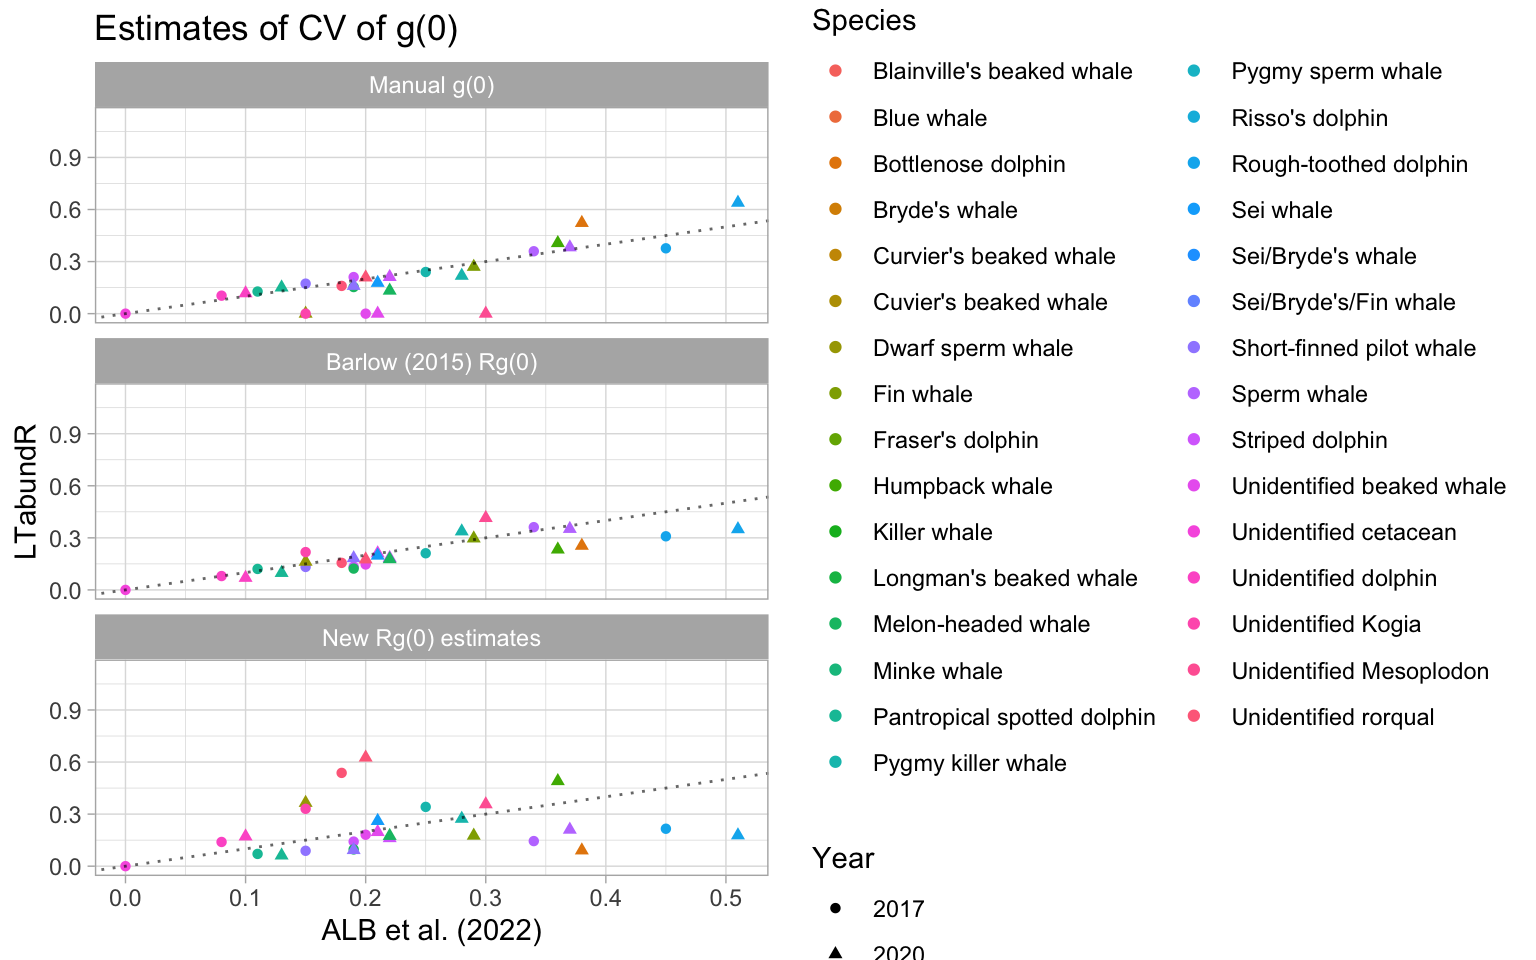 Estimates of CV of g(0)
Manual g(0)
0.9
0.6
0.3
0.0
Barlow (2015) Rg(0)
0.9
0.6
0.3
0.0
New Rg(0) estimates
0.9
0.6
0.3
0.0
0.0 0.1 0.2 0.3 0.4 0.5
ALB et al. (2022)
LTabundR
Species
Blainville's beaked whale
Blue whale
Bottlenose dolphin
Bryde's whale
Curvier's beaked whale
Cuvier's beaked whale
Dwarf sperm whale
Fin whale
Fraser's dolphin
Humpback whale
Killer whale
Longman's beaked whale
Melon-headed whale
Minke whale
Pantropical spotted dolphin
Pygmy killer whale
Pygmy sperm whale
Risso's dolphin
Rough-toothed dolphin
Sei whale
Sei/Bryde's whale
Sei/Bryde's/Fin whale
Short-finned pilot whale
Sperm whale
Striped dolphin
Unidentified beaked whale
Unidentified cetacean
Unidentified dolphin
Unidentified Kogia
Unidentified Mesoplodon
Unidentified rorqual
Year
2017
2020